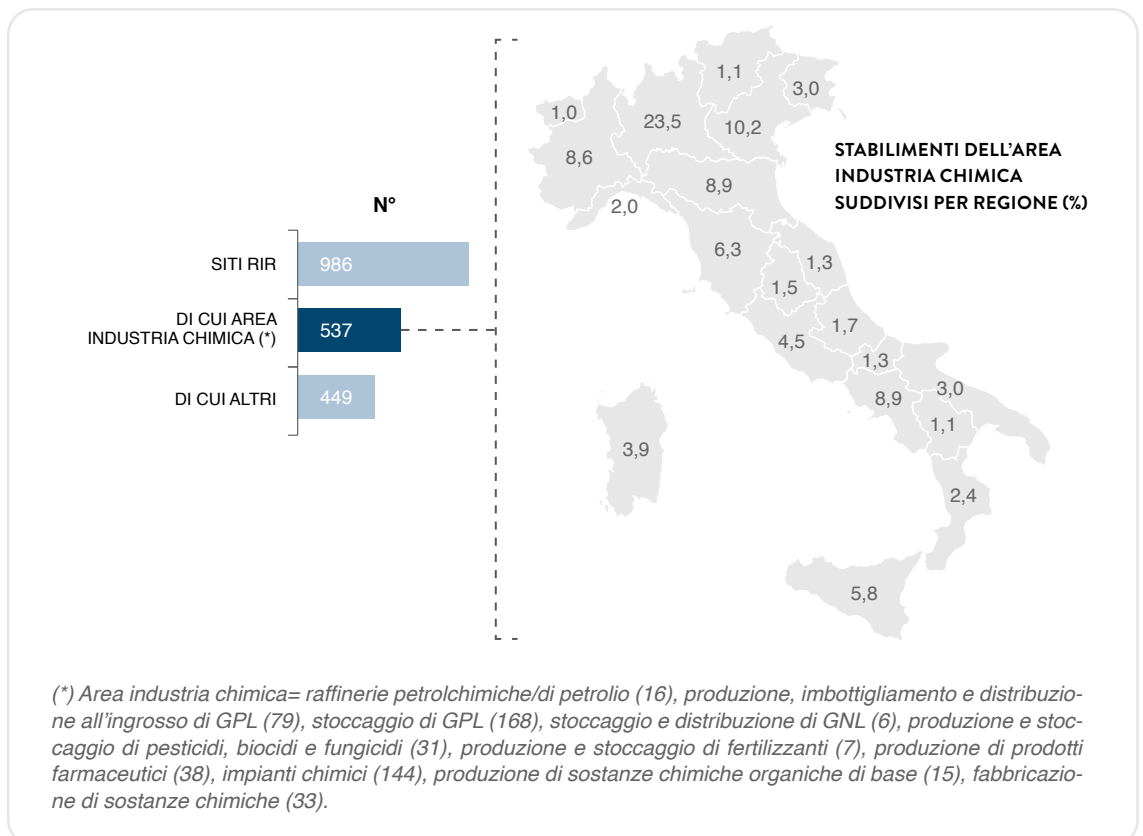 N°
SITI RIR
986
DI CUI AREA
INDUSTRIA CHIMICA (*)
537
DI CUI ALTRI
449
STABILIMENTI DELL'AREA
INDUSTRIA CHIMICA
SUDDIVISI PER REGIONE (%)
1,1
3,0
1,0
23,5
10,2
8,6
8,9
2,0
6,3
1,3
1,5
1,7
4,5
1,3
3,0
8,9
1,1
3,9
2,4
5,8
(*) Area industria chimica= raffinerie petrolchimiche/di petrolio (16), produzione, imbottigliamento e distribuzio-
ne all'ingrosso di GPL (79), stoccaggio di GPL (168), stoccaggio e distribuzione di GNL (6), produzione e stoc-
caggio di pesticidi, biocidi e fungicidi (31), produzione e stoccaggio di fertilizzanti (7), produzione di prodotti
farmaceutici (38), impianti chimici (144), produzione di sostanze chimiche organiche di base (15), fabbricazio-
ne di sostanze chimiche (33).